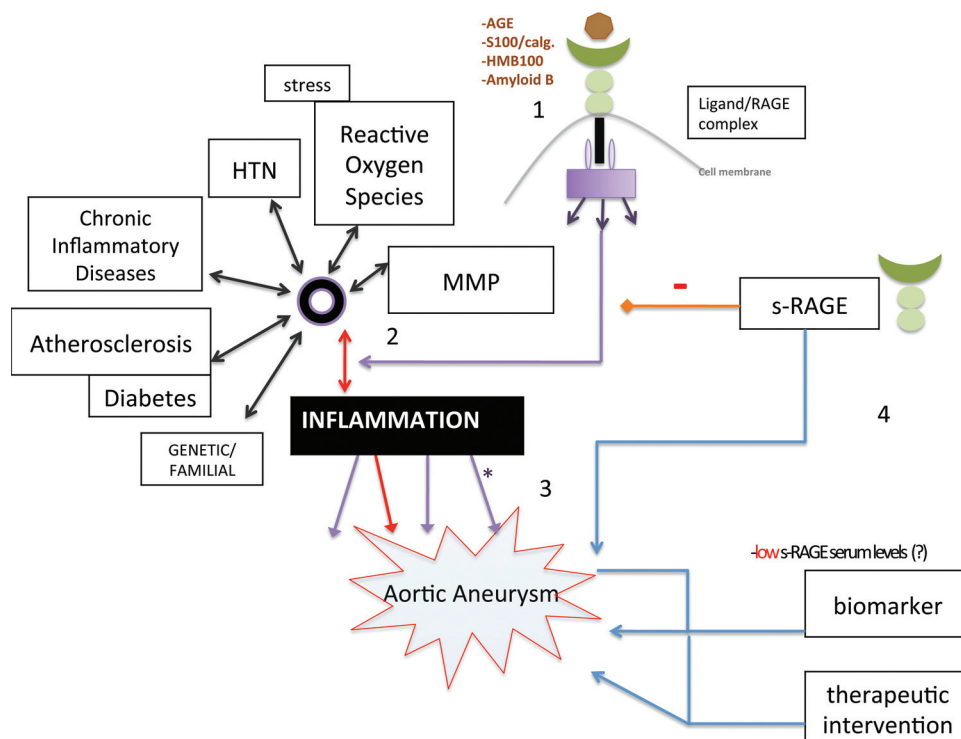 -AGE
-S100/calg.
-HMB100
-Amyloid B
1
Ligand/RAGE
complex
Cell membrane
stress
Reactive
Oxygen
Species
HTN
Chronic
Inflammatory
Diseases
MMP
Atherosclerosis
Diabetes
GENETIC/
FAMILIAL
2
-
s-RAGE
4
INFLAMMATION
*
3
Aortic Aneurysm
-low s-RAGE serum levels (?)
biomarker
therapeutic
intervention